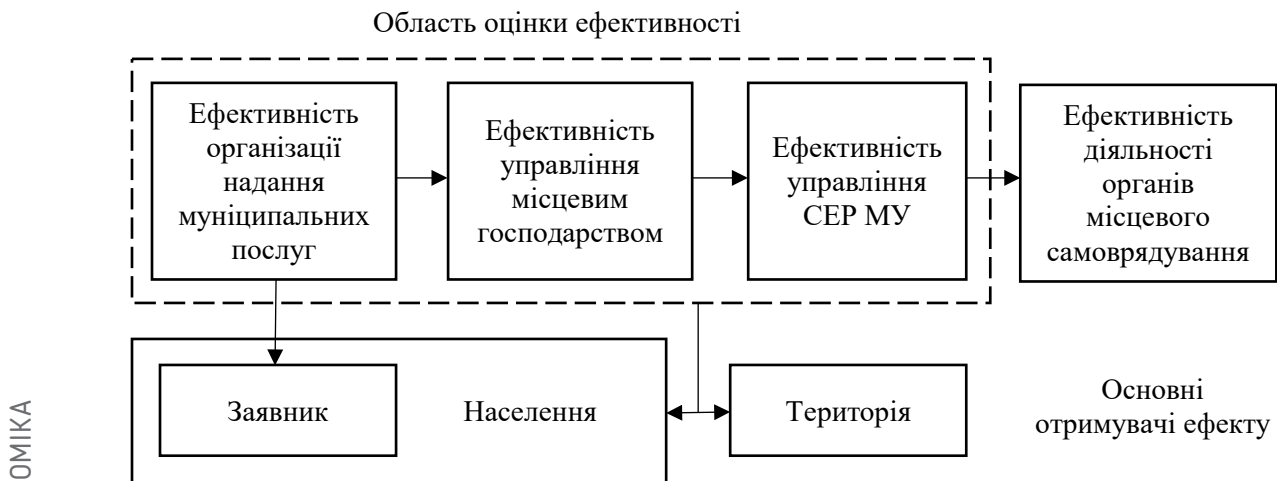 Область оцінки ефективності
Ефективність
організації
надання
муніципальних
послуг
Ефективність
управління
місцевим
господарством
Ефективність
управління
СЕР МУ
Ефективність
діяльності
органів
місцевого
самоврядування
Заявник
Населення
Територія
Основні
отримувачі ефекту
ОМІКА